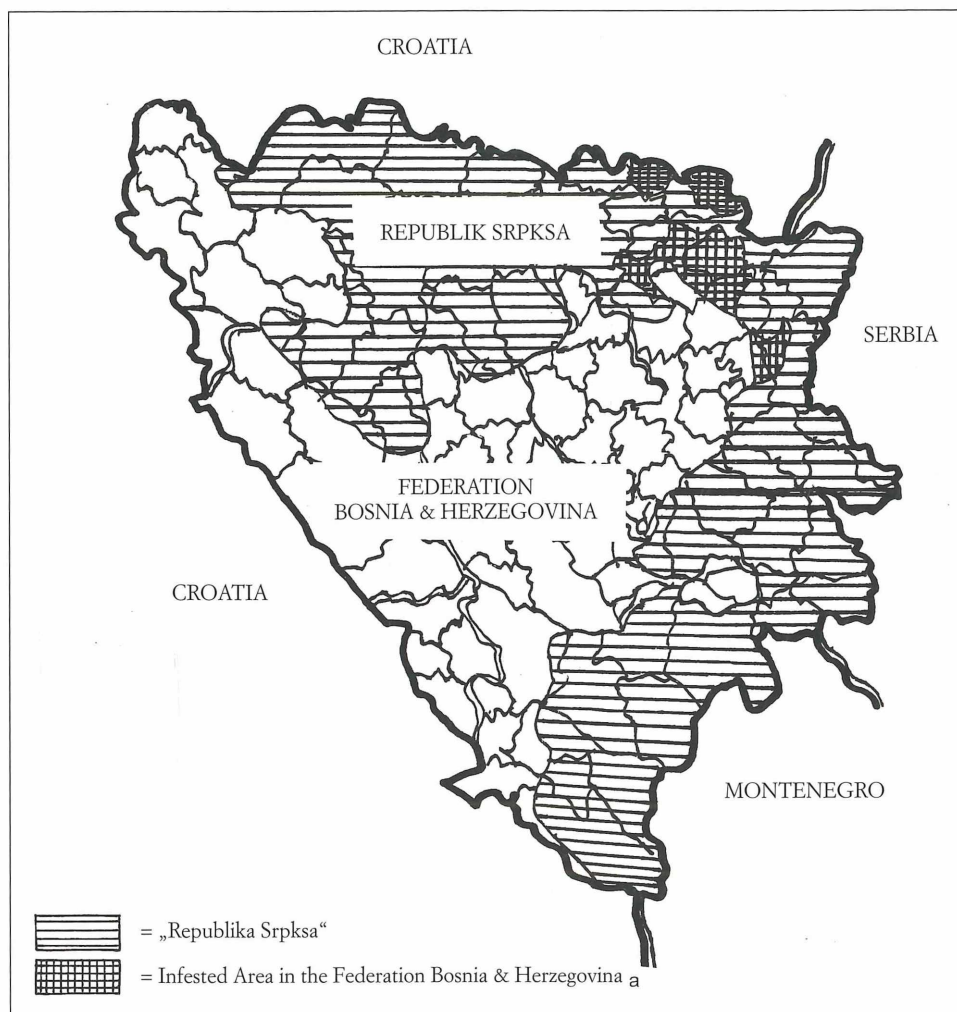 CROATIA
REPUBLIK SRPKSA
SERBIA
FEDERATION
BOSNIA & HERZEGOVINA
CROATIA
MONTENEGRO
= „Republika Srpksa“
= Infested Area in the Federation Bosnia & Herzegovina a